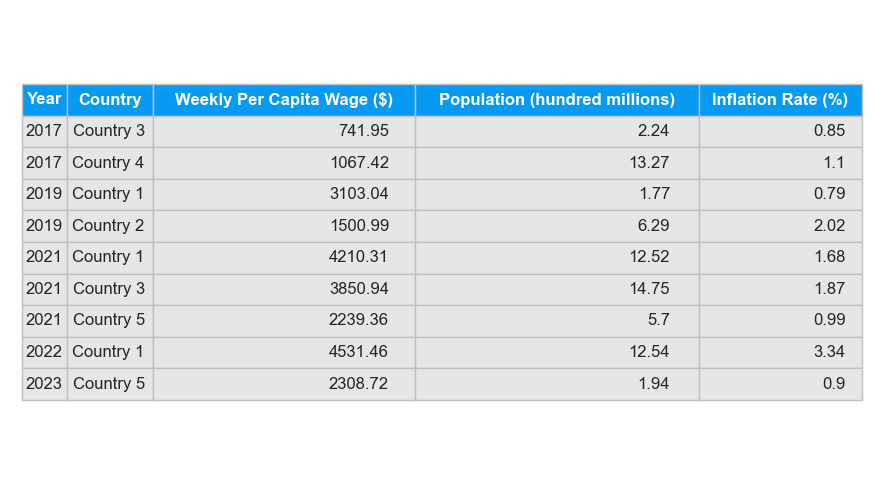 Year Country Weekly Per Capita Wage ($) Population (hundred millions) Inflation Rate (%)
2017 Country 3 741.95 2.24 0.85
2017 Country 4 1067.42 13.27 1.1
2019 Country 1 3103.04 1.77 0.79
2019 Country 2 1500.99 6.29 2.02
2021 Country 1 4210.31 12.52 1.68
2021 Country 3 3850.94 14.75 1.87
2021 Country 5 2239.36 5.7 0.99
2022 Country 1 4531.46 12.54 3.34
2023 Country 5 2308.72 1.94 0.9